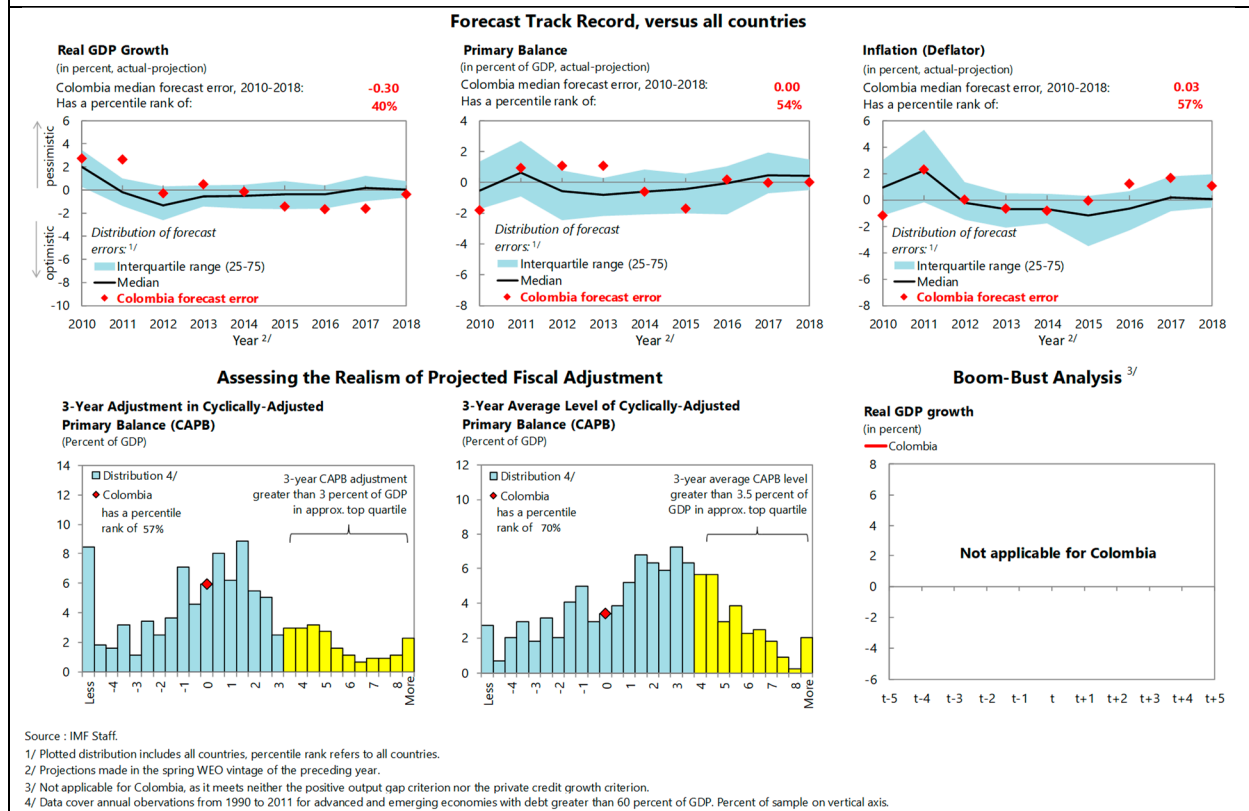 Forecast Track Record, versus all countries
Real GDP Growth
(in percent, actual-projection)
Colombia median forecast error, 2010-2018: -0.30
Has a percentile rank of: 40%
pessimistic
optimistic
6
4
2
0
-2
-4
-6
-8
-10
Distribution of forecast
errors: 1/
Interquartile range (25-75)
Median
Colombia forecast error
2010 2011 2012 2013 2014 2015 2016 2017 2018
Year 2/
Primary Balance
(in percent of GDP, actual-projection)
Colombia median forecast error, 2010-2018: 0.00
Has a percentile rank of: 54%
4
2
0
-2
-4
-6
-8
Distribution of forecast
errors: 1/
Interquartile range (25-75)
Median
Colombia forecast error
2010 2011 2012 2013 2014 2015 2016 2017 2018
Year 2/
Inflation (Deflator)
(in percent, actual-projection)
Colombia median forecast error, 2010-2018: 0.03
Has a percentile rank of: 57%
6
4
2
0
-2
-4
-6
-8
Distribution of forecast
errors: 1/
Interquartile range (25-75)
Median
Colombia forecast error
2010 2011 2012 2013 2014 2015 2016 2017 2018
Year 2/
Assessing the Realism of Projected Fiscal Adjustment
3-Year Adjustment in Cyclically-Adjusted
Primary Balance (CAPB)
(Percent of GDP)
14
12
10
8
6
4
2
0
Distribution 4/
Colombia
has a percentile
rank of 57%
3-year CAPB adjustment
greater than 3 percent of GDP
in approx. top quartile
Less -4 -3 -2 -1 0 1 2 3 4 5 6 7 8 More
3-Year Average Level of Cyclically-Adjusted
Primary Balance (CAPB)
(Percent of GDP)
12
10
8
6
4
2
0
Distribution 4/
Colombia
has a percentile
rank of 70%
3-year average CAPB level
greater than 3.5 percent of
GDP in approx. top quartile
Less -4 -3 -2 -1 0 1 2 3 4 5 6 7 8 More
Boom-Bust Analysis 3/
Real GDP growth
(in percent)
Colombia
8
6
4
2
0
-2
-4
-6
Not applicable for Colombia
t-5 t-4 t-3 t-2 t-1 t t+1 t+2 t+3 t+4 t+5
Source : IMF Staff.
1/ Plotted distribution includes all countries, percentile rank refers to all countries.
2/ Projections made in the spring WEO vintage of the preceding year.
3/ Not applicable for Colombia, as it meets neither the positive output gap criterion nor the private credit growth criterion.
4/ Data cover annual obervations from 1990 to 2011 for advanced and emerging economies with debt greater than 60 percent of GDP. Percent of sample on vertical axis.